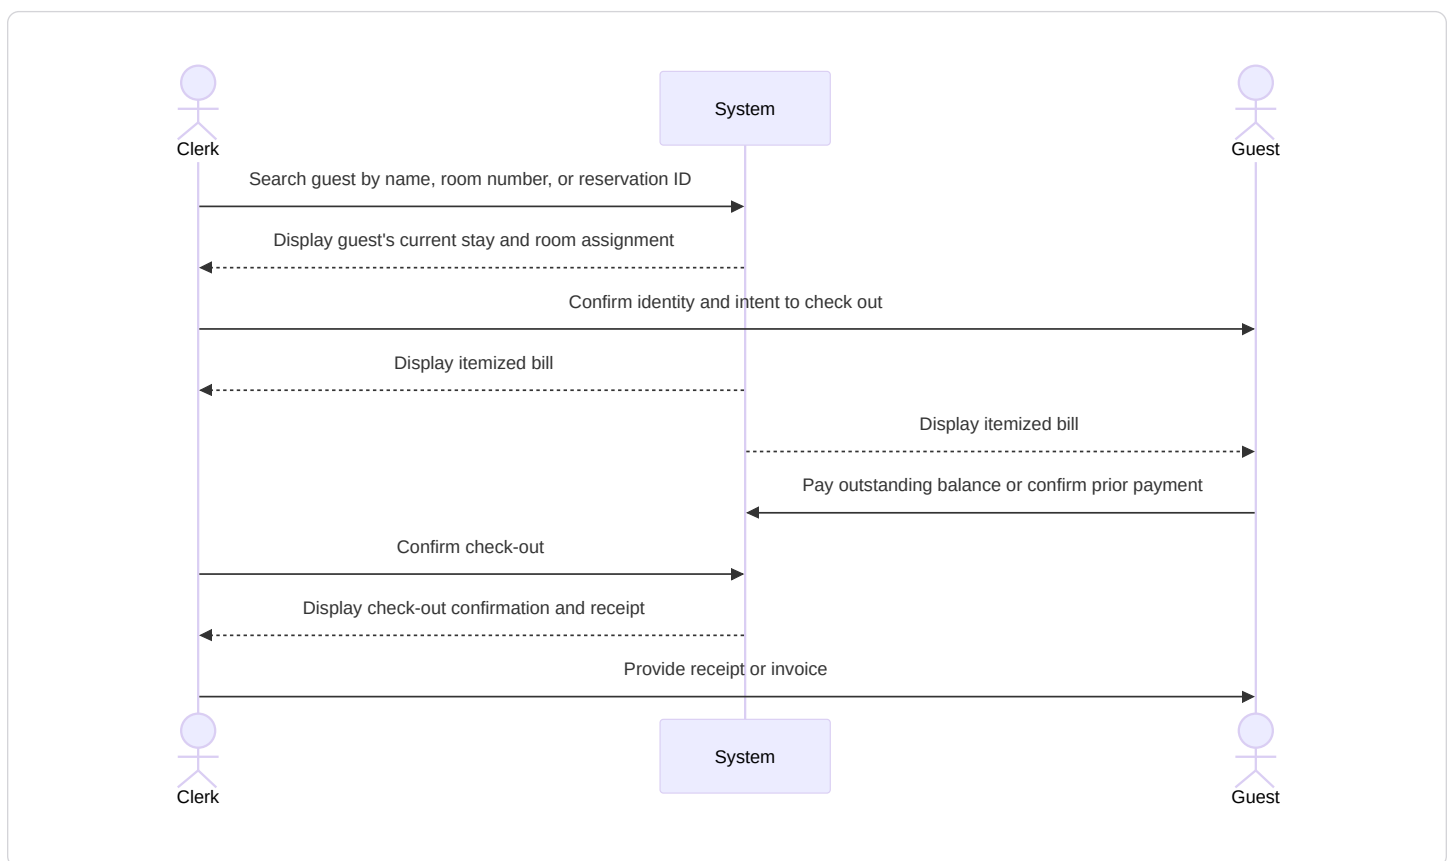 System
Clerk
Guest
Search guest by name, room number, or reservation ID
Display guest's current stay and room assignment
Confirm identity and intent to check out
Display itemized bill
Display itemized bill
Pay outstanding balance or confirm prior payment
Confirm check-out
Display check-out confirmation and receipt
Provide receipt or invoice
System
Clerk
Guest